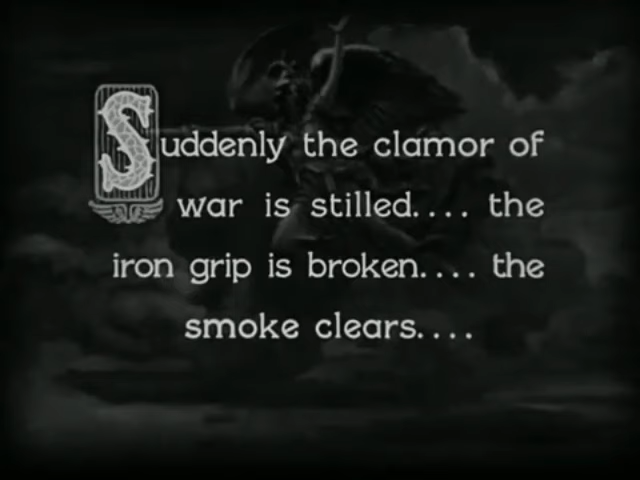 Suddenly the clamor of
war is stilled.... the
iron grip is broken.... the
smoke clears....